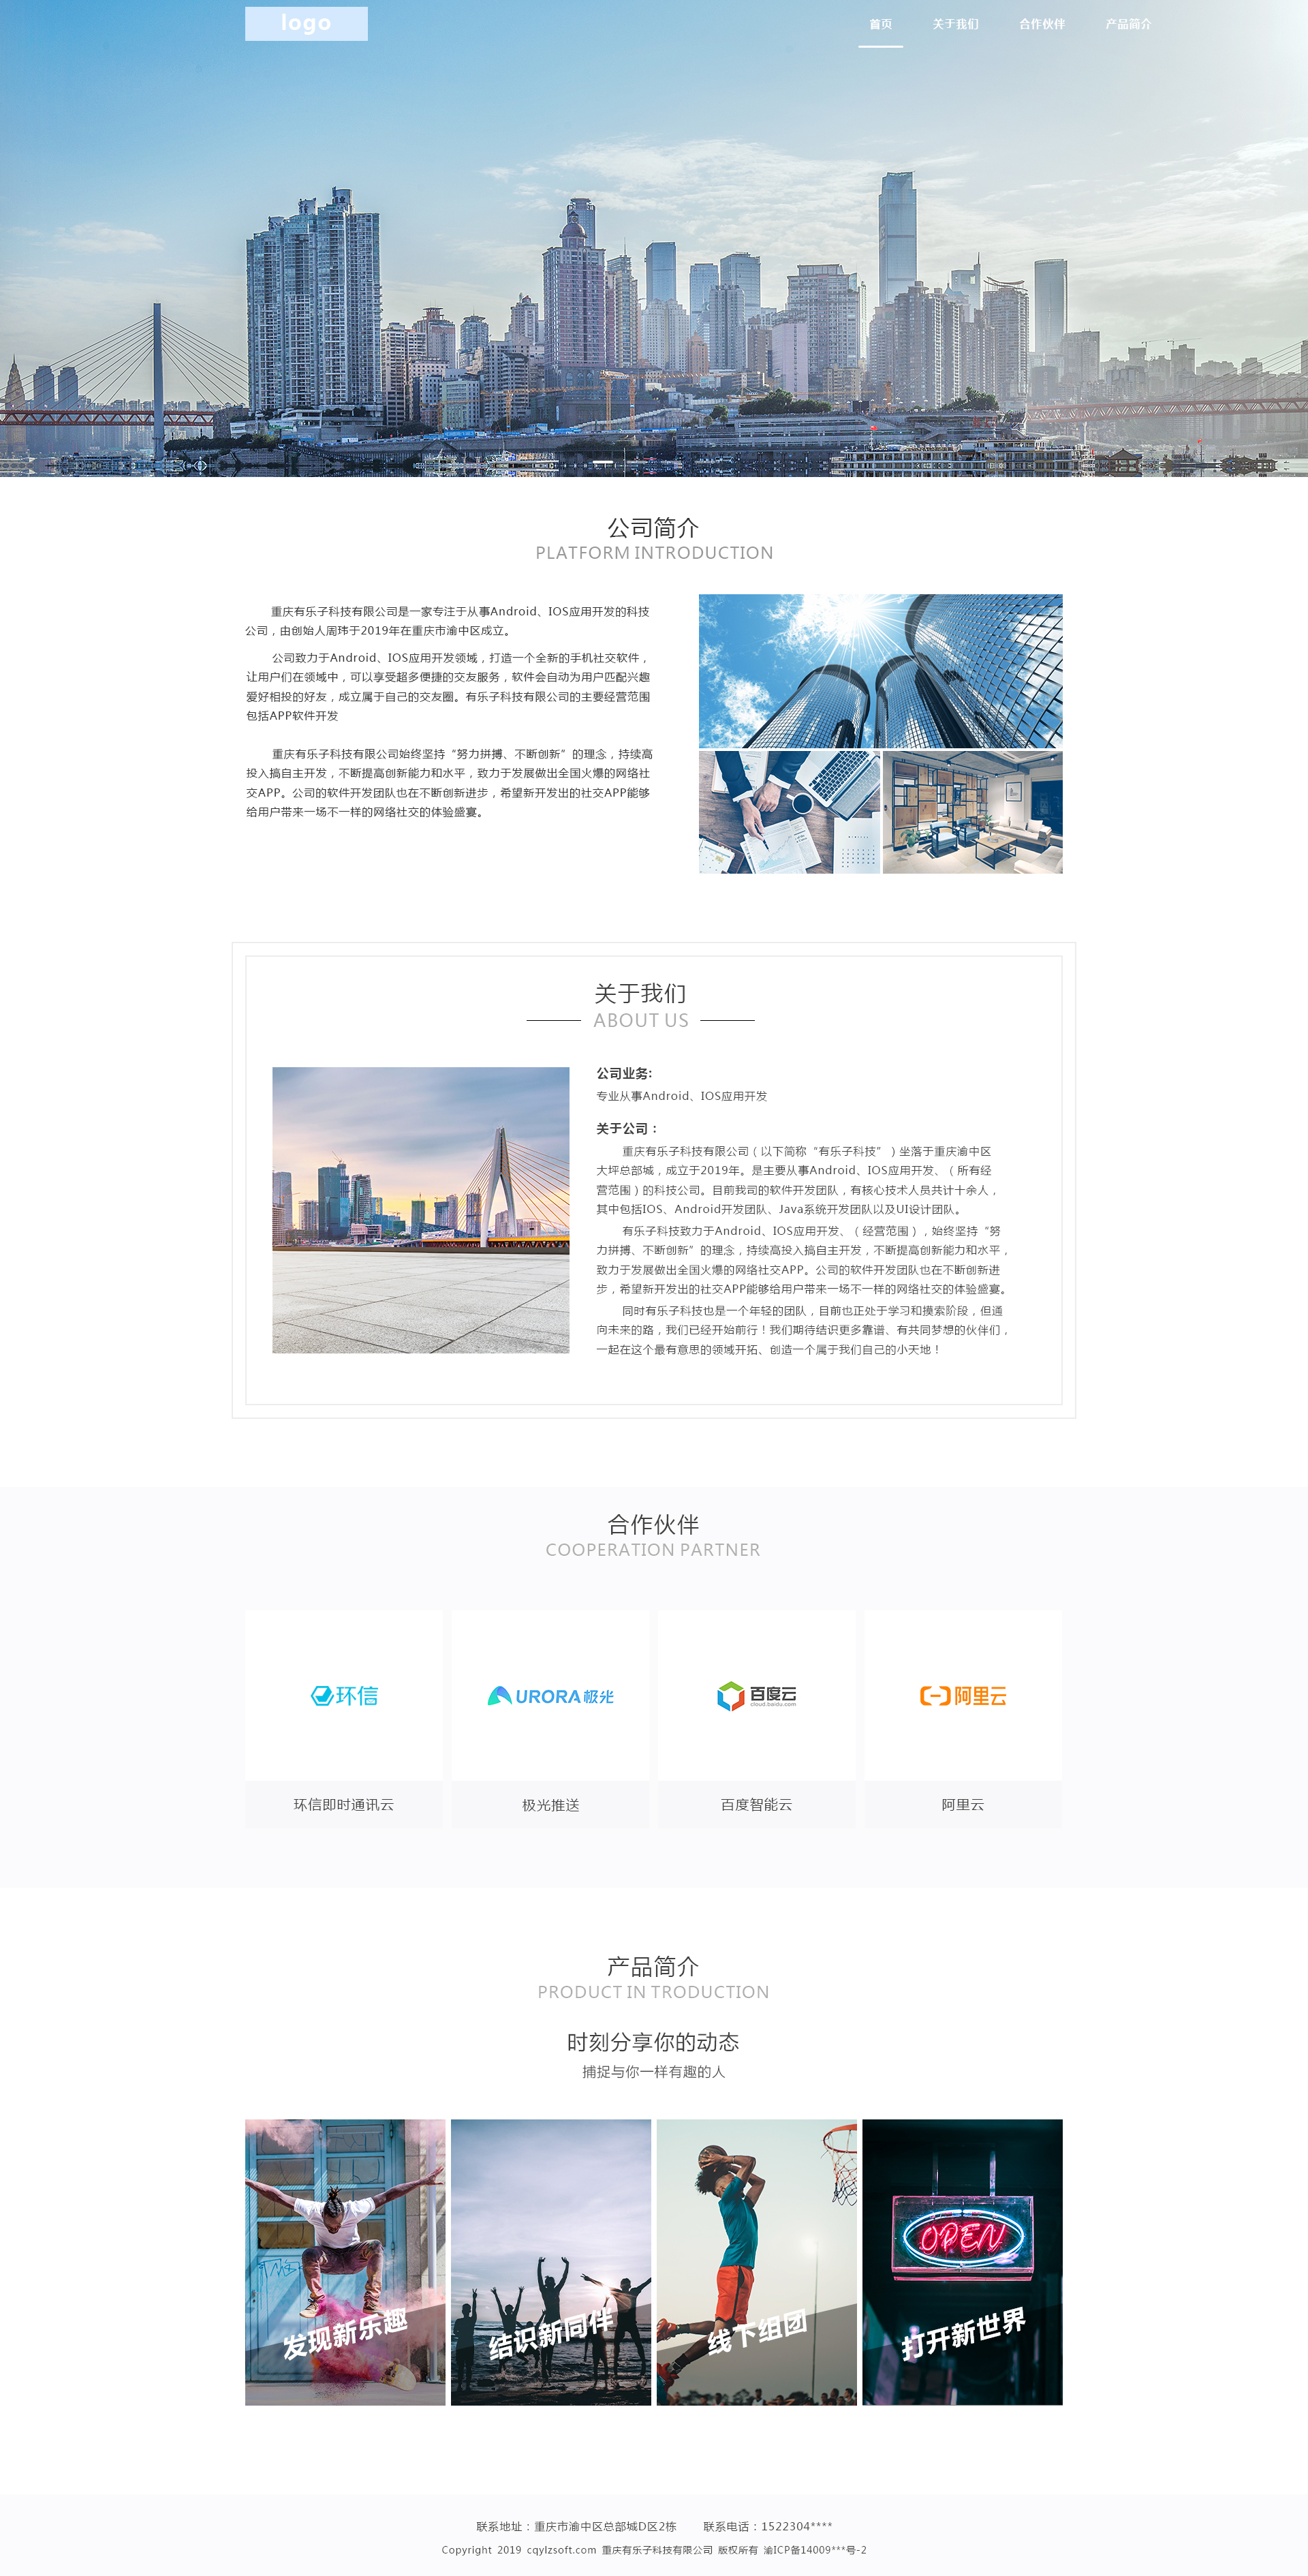 logo
首页 关于我们 合作伙伴 产品简介
公司简介
PLATFORM INTRODUCTION
重庆有乐子科技有限公司是一家专注于从事Android、IOS应用开发的科技
公司，由创始人周玮于2019年在重庆市渝中区成立。
公司致力于Android、IOS应用开发领域，打造一个全新的手机社交软件，
让用户们在领域中，可以享受超多便捷的交友服务，软件会自动为用户匹配兴趣
爱好相投的好友，成立属于自己的交友圈。有乐子科技有限公司的主要经营范围
包括APP软件开发
重庆有乐子科技有限公司始终坚持“努力拼搏、不断创新”的理念，持续高
投入搞自主开发，不断提高创新能力和水平，致力于发展做出全国火爆的网络社
交APP。公司的软件开发团队也在不断创新进步，希望新开发出的社交APP能够
给用户带来一场不一样的网络社交的体验盛宴。
关于我们
ABOUT US
公司业务:
专业从事Android、IOS应用开发
关于公司：
重庆有乐子科技有限公司（以下简称“有乐子科技”）坐落于重庆渝中区
大坪总部城，成立于2019年。是主要从事Android、IOS应用开发、（所有经
营范围）的科技公司。目前我司的软件开发团队，有核心技术人员共计十余人，
其中包括IOS、Android开发团队、Java系统开发团队以及UI设计团队。
有乐子科技致力于Android、IOS应用开发、（经营范围），始终坚持“努
力拼搏、不断创新”的理念，持续高投入搞自主开发，不断提高创新能力和水平，
致力于发展做出全国火爆的网络社交APP。公司的软件开发团队也在不断创新进
步，希望新开发出的社交APP能够给用户带来一场不一样的网络社交的体验盛宴。
同时有乐子科技也是一个年轻的团队，目前也正处于学习和摸索阶段，但通
向未来的路，我们已经开始前行！我们期待结识更多靠谱、有共同梦想的伙伴们，
一起在这个最有意思的领域开拓、创造一个属于我们自己的小天地！
合作伙伴
COOPERATION PARTNER
环信
URORA极光
百度云
cloud.baidu.com
阿里云
环信即时通讯云
极光推送
百度智能云
阿里云
产品简介
PRODUCT IN TRODUCTION
时刻分享你的动态
捕捉与你一样有趣的人
OPEN
发现新乐趣
结识新同伴
线下组团
打开新世界
联系地址：重庆市渝中区总部城D区2栋 联系电话：1522304****
Copyright 2019 cqylzsoft.com 重庆有乐子科技有限公司 版权所有 渝ICP备14009***号-2